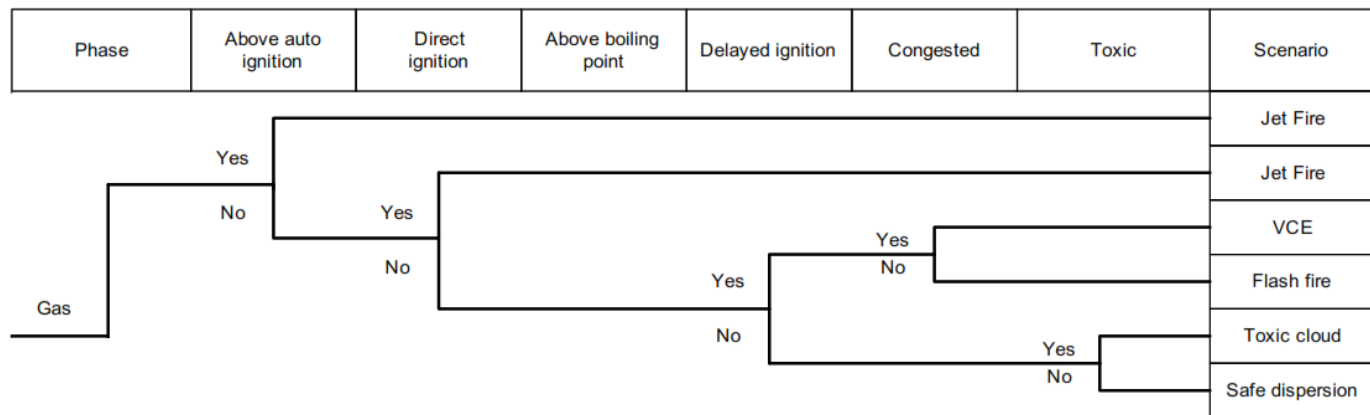 Phase
Above auto
ignition
Direct
ignition
Above boiling
point
Delayed ignition
Congested
Toxic
Scenario
Jet Fire
Yes
Jet Fire
No
Yes
VCE
Yes
No
No
Yes
Flash fire
Gas
No
Toxic cloud
Yes
No
Safe dispersion